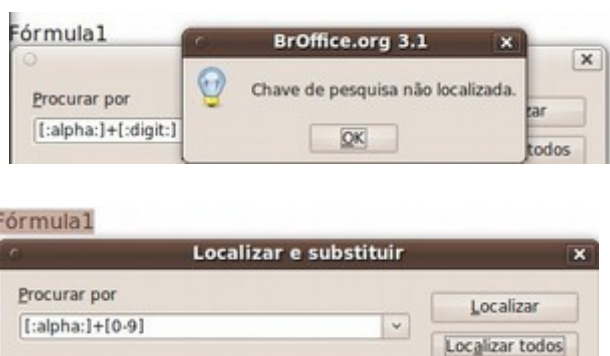 Fórmula1
BrOffice.org 3.1
Procurar por
Chave de pesquisa não localizada.
[:alpha:]+[:digit:]
OK
zar
todos
Fórmula1
Localizar e substituir
Procurar por
[:alpha:]+[0-9]
Localizar
Localizar todos